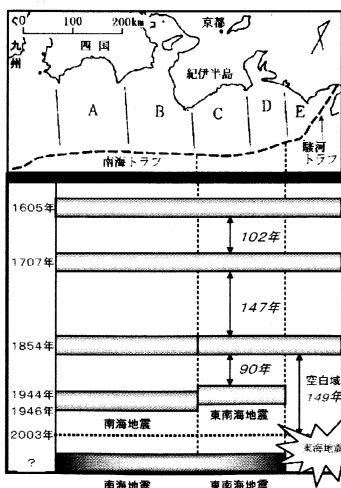 0 100 200km
京都
九州
四国
紀伊半島
A B C D E
南海トラフ
駿河トラフ
1605年
102年
1707年
147年
1854年
90年
空白域
149年
1944年
1946年
南海地震
東南海地震
2003年
東海地震
?
南海地震
東南海地震